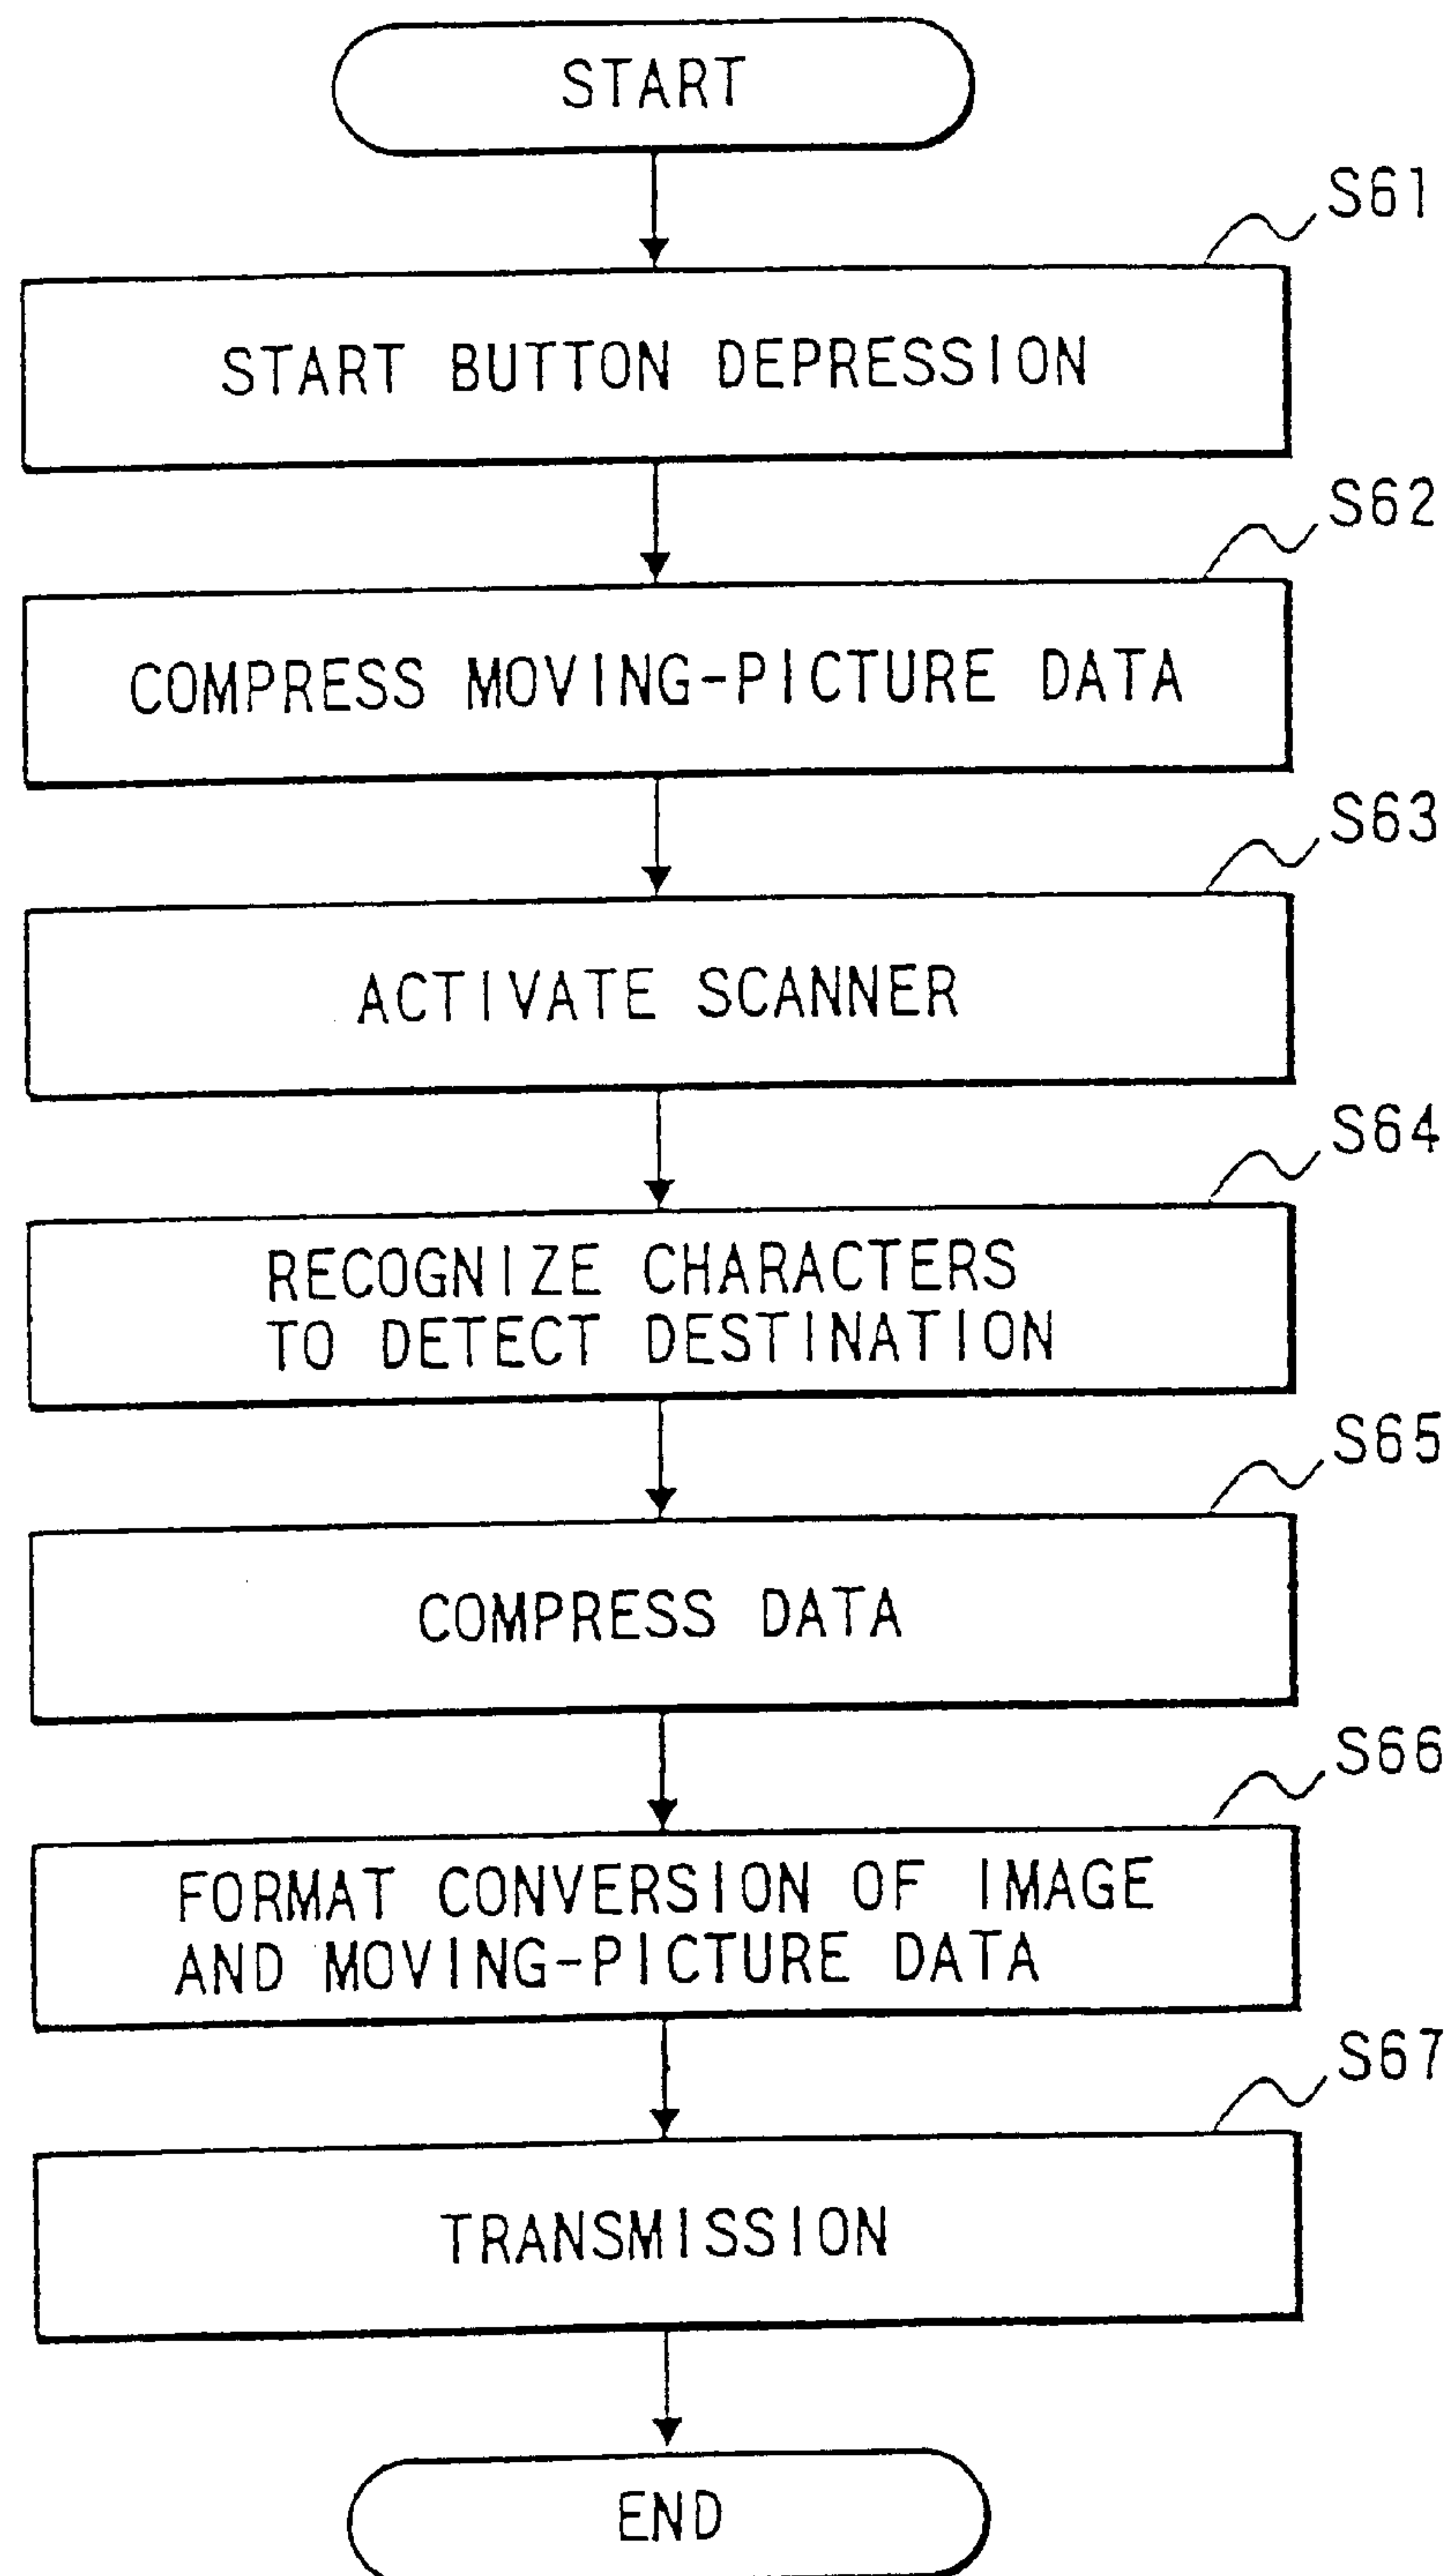 START
S61
START BUTTON DEPRESSION
S62
COMPRESS MOVING-PICTURE DATA
S63
ACTIVATE SCANNER
S64
RECOGNIZE CHARACTERS
TO DETECT DESTINATION
S65
COMPRESS DATA
S66
FORMAT CONVERSION OF IMAGE
AND MOVING-PICTURE DATA
S67
TRANSMISSION
END